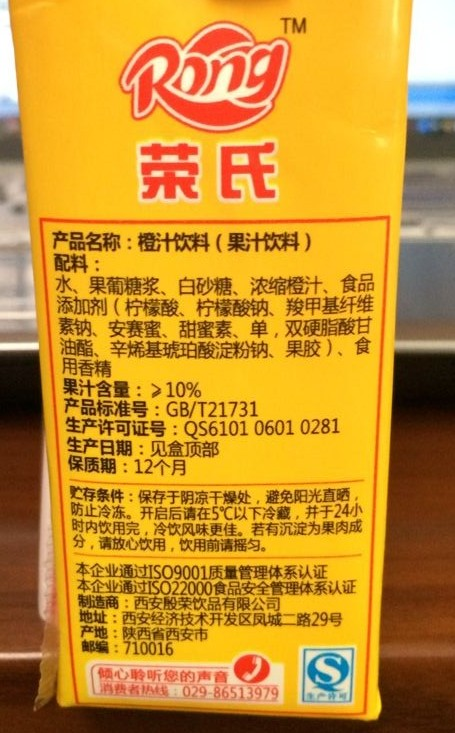 Rong TM
荣氏
产品名称：橙汁饮料（果汁饮料）
配料：
水、果葡糖浆、白砂糖、浓缩橙汁、食品
添加剂（柠檬酸、柠檬酸钠、羧甲基纤维
素钠、安赛蜜、甜蜜素、单，双硬脂酸甘
油酯、辛烯基琥珀酸淀粉钠、果胶）、食
用香精
果汁含量：≥10%
产品标准号：GB/T21731
生产许可证号：QS6101 0601 0281
生产日期：见盒顶部
保质期：12个月
贮存条件：保存于阴凉干燥处，避免阳光直晒，
防止冷冻。开启后请在5℃以下冷藏，并于24小
时内饮用完，冷饮风味更佳。若有沉淀为果肉成
分，请放心饮用，饮用前请摇匀。
本企业通过ISO9001质量管理体系认证
本企业通过ISO22000食品安全管理体系认证
制造商：西安殷荣饮品有限公司
地址：西安经济技术开发区凤城二路29号
产地：陕西省西安市
邮编：710016
倾心聆听您的声音
消费者热线：029-86513979
生产许可